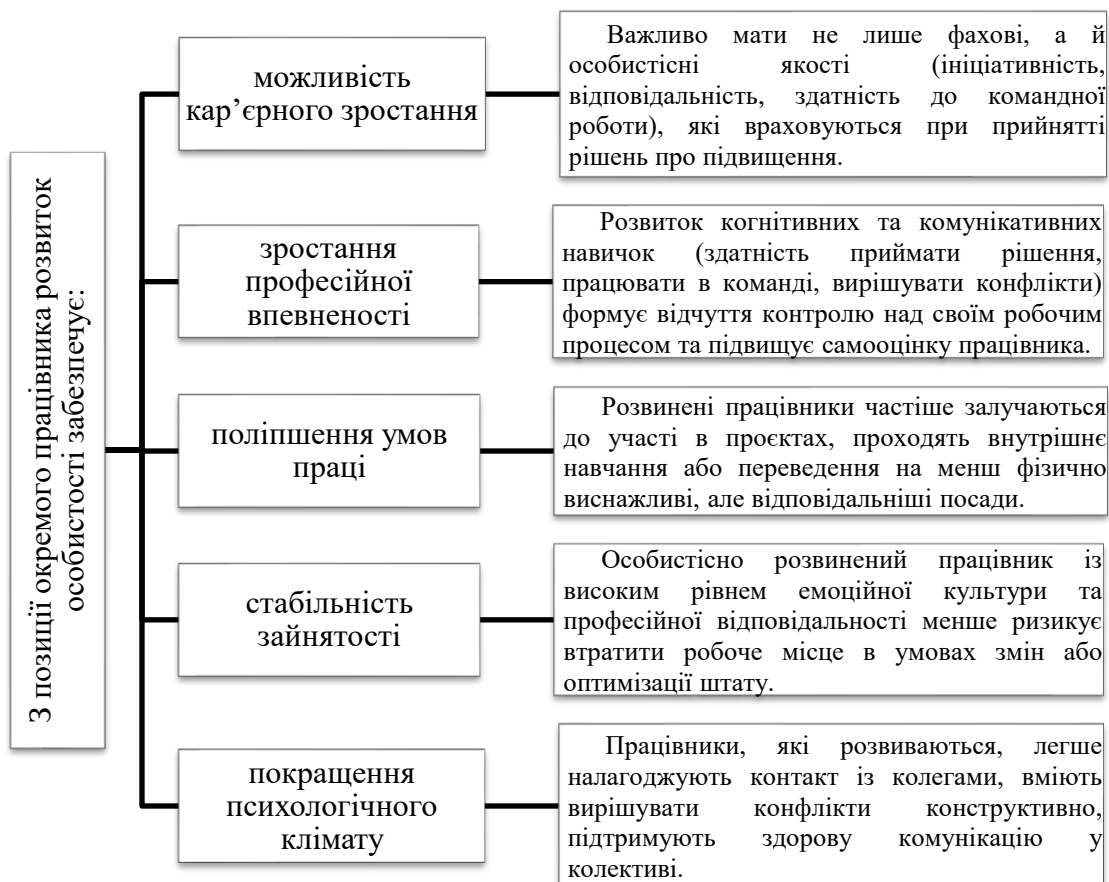 З позиції окремого працівника розвиток
особистості забезпечує:
можливість
кар’єрного зростання
Важливо мати не лише фахові, а й
особистісні якості (ініціативність,
відповідальність, здатність до командної
роботи), які враховуються при прийнятті
рішень про підвищення.
зростання
професійної
впевненості
Розвиток когнітивних та комунікативних
навичок (здатність приймати рішення,
працювати в команді, вирішувати конфлікти)
формує відчуття контролю над своїм робочим
процесом та підвищує самооцінку працівника.
поліпшення умов
праці
Розвинені працівники частіше залучаються
до участі в проєктах, проходять внутрішнє
навчання або переведення на менш фізично
виснажливі, але відповідальніші посади.
стабільність
зайнятості
Особистісно розвинений працівник із
високим рівнем емоційної культури та
професійної відповідальності менше ризикує
втратити робоче місце в умовах змін або
оптимізації штату.
покращення
психологічного
клімату
Працівники, які розвиваються, легше
налагоджують контакт із колегами, вміють
вирішувати конфлікти конструктивно,
підтримують здорову комунікацію у
колективі.